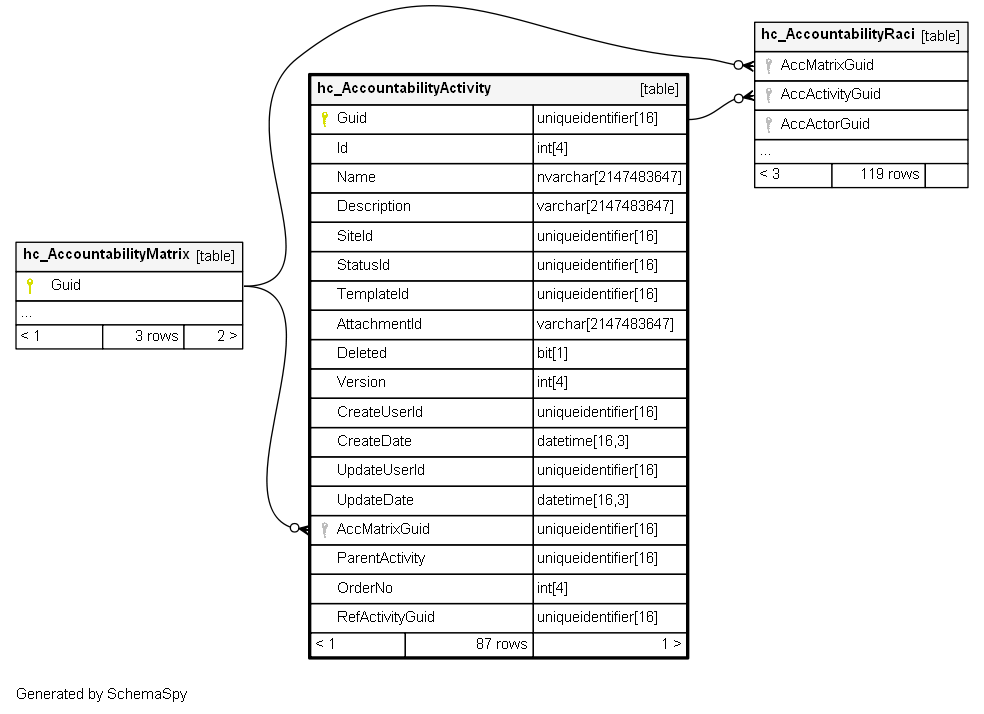 hc_AccountabilityRaci [table]
AccMatrixGuid
AccActivityGuid
AccActorGuid
...
< 3 119 rows
hc_AccountabilityActivity [table]
Guid uniqueidentifier[16]
Id int[4]
Name nvarchar[2147483647]
Description varchar[2147483647]
SiteId uniqueidentifier[16]
StatusId uniqueidentifier[16]
TemplateId uniqueidentifier[16]
AttachmentId varchar[2147483647]
Deleted bit[1]
Version int[4]
CreateUserId uniqueidentifier[16]
CreateDate datetime[16,3]
UpdateUserId uniqueidentifier[16]
UpdateDate datetime[16,3]
AccMatrixGuid uniqueidentifier[16]
ParentActivity uniqueidentifier[16]
OrderNo int[4]
RefActivityGuid uniqueidentifier[16]
< 1 87 rows 1 >
hc_AccountabilityMatrix [table]
Guid
...
< 1 3 rows 2 >
Generated by SchemaSpy